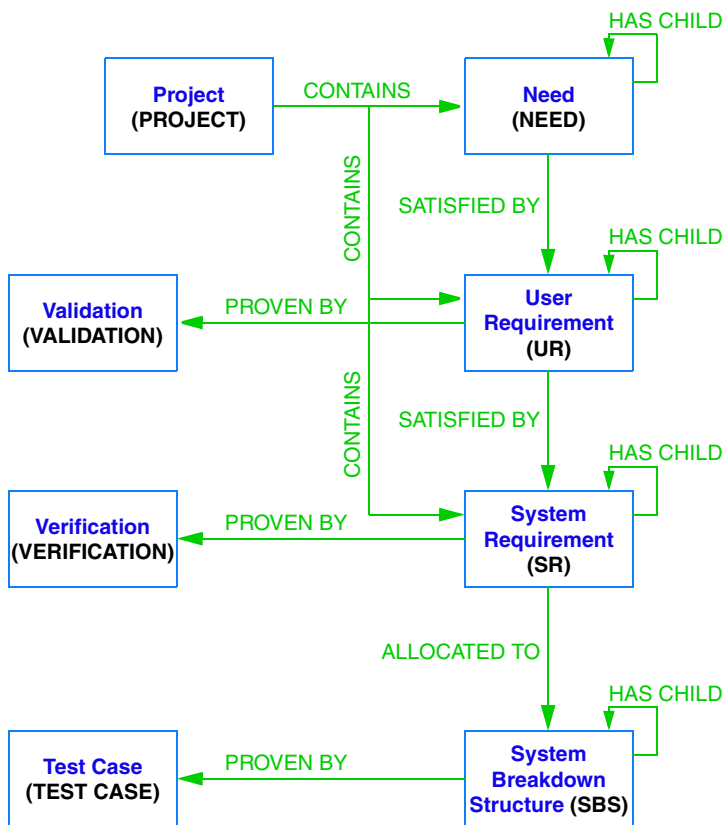 HAS CHILD
Project
(PROJECT)
CONTAINS
Need
(NEED)
CONTAINS
SATISFIED BY
HAS CHILD
Validation
(VALIDATION)
PROVEN BY
User
Requirement
(UR)
CONTAINS
SATISFIED BY
HAS CHILD
Verification
(VERIFICATION)
PROVEN BY
System
Requirement
(SR)
ALLOCATED TO
HAS CHILD
Test Case
(TEST CASE)
PROVEN BY
System
Breakdown
Structure (SBS)